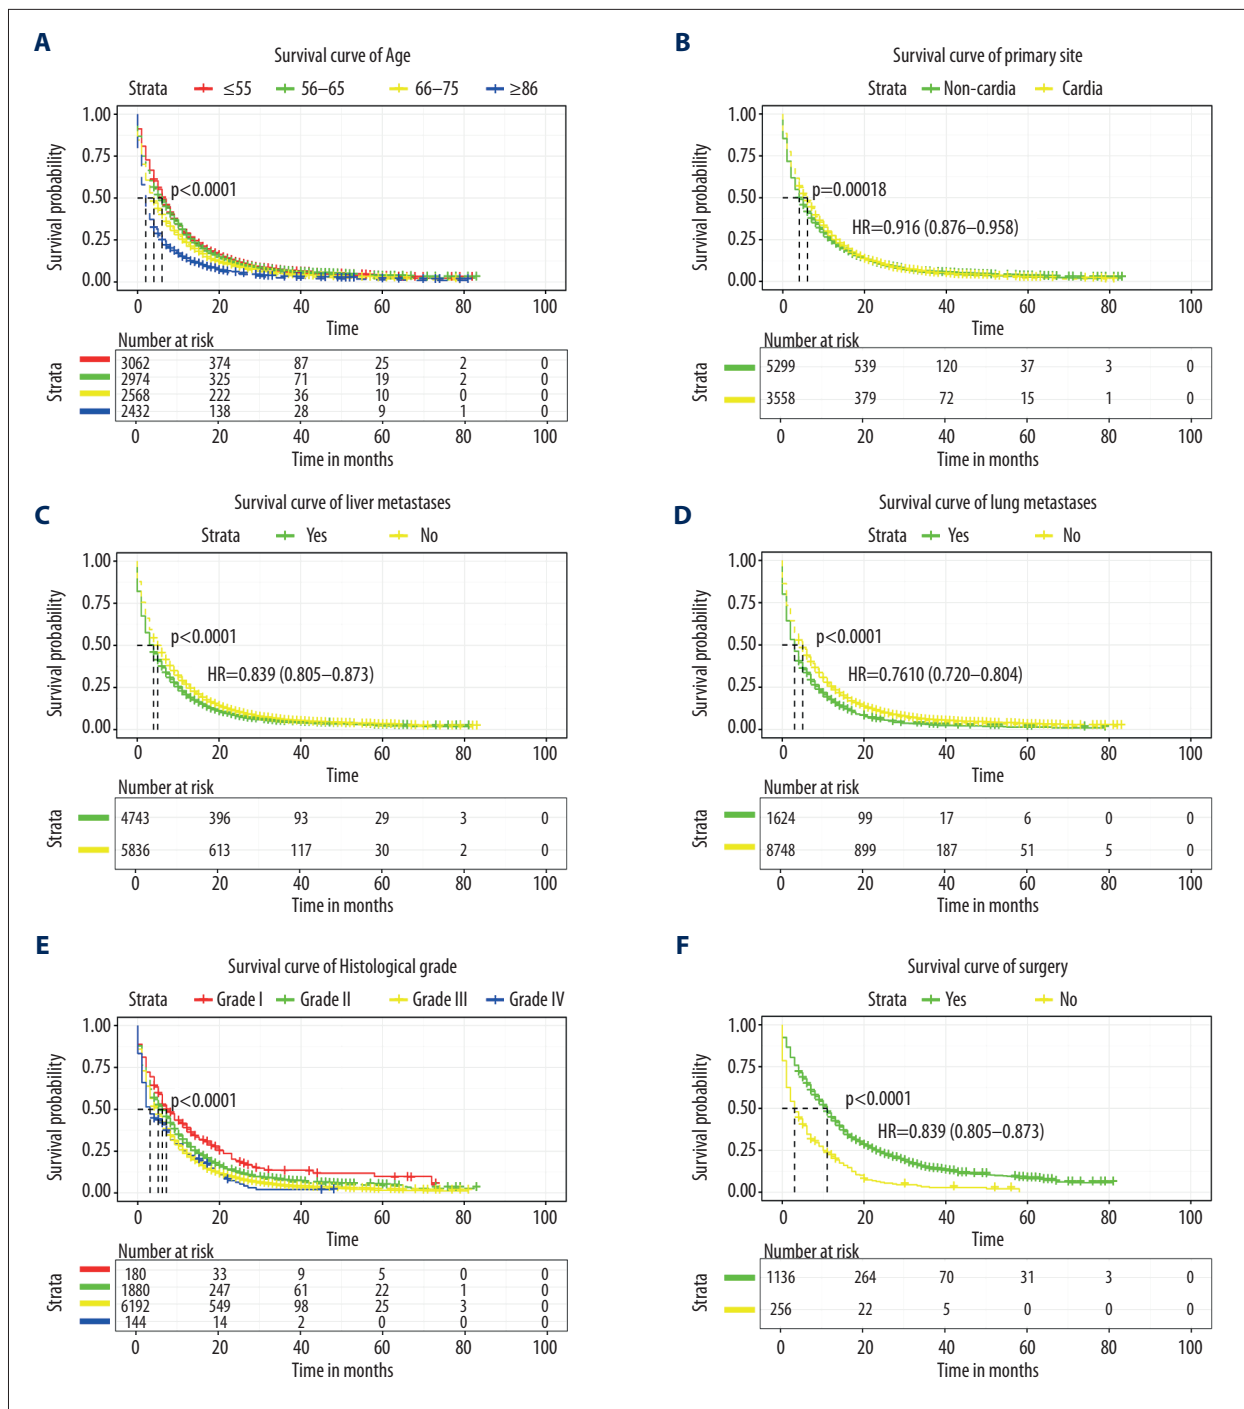 A
Survival curve of Age
Strata ≤55 56–65 66–75 ≥86
Survival probability
1.00
0.75
0.50
0.25
0.00
p<0.0001
0 20 40 60 80 100
Time
Number at risk
Strata
3062 374 87 25 2 0
2974 325 71 19 2 0
2568 222 36 10 0 0
2432 138 28 9 1 0
0 20 40 60 80 100
Time in months
B
Survival curve of primary site
Strata Non-cardia Cardia
Survival probability
1.00
0.75
0.50
0.25
0.00
p=0.00018
HR=0.916 (0.876–0.958)
0 20 40 60 80 100
Time
Number at risk
Strata
5299 539 120 37 3 0
3558 379 72 15 1 0
0 20 40 60 80 100
Time in months
C
Survival curve of liver metastases
Strata Yes No
Survival probability
1.00
0.75
0.50
0.25
0.00
p<0.0001
HR=0.839 (0.805–0.873)
0 20 40 60 80 100
Time
Number at risk
Strata
4743 396 93 29 3 0
5836 613 117 30 2 0
0 20 40 60 80 100
Time in months
D
Survival curve of lung metastases
Strata Yes No
Survival probability
1.00
0.75
0.50
0.25
0.00
p<0.0001
HR=0.7610 (0.720–0.804)
0 20 40 60 80 100
Time
Number at risk
Strata
1624 99 17 6 0 0
8748 899 187 51 5 0
0 20 40 60 80 100
Time in months
E
Survival curve of Histological grade
Strata Grade I Grade II Grade III Grade IV
Survival probability
1.00
0.75
0.50
0.25
0.00
p<0.0001
0 20 40 60 80 100
Time
Number at risk
Strata
180 33 9 5 0 0
1880 247 61 22 1 0
6192 549 98 25 3 0
144 14 2 0 0 0
0 20 40 60 80 100
Time in months
F
Survival curve of surgery
Strata Yes No
Survival probability
1.00
0.75
0.50
0.25
0.00
p<0.0001
HR=0.839 (0.805–0.873)
0 20 40 60 80 100
Time
Number at risk
Strata
1136 264 70 31 3 0
256 22 5 0 0 0
0 20 40 60 80 100
Time in months